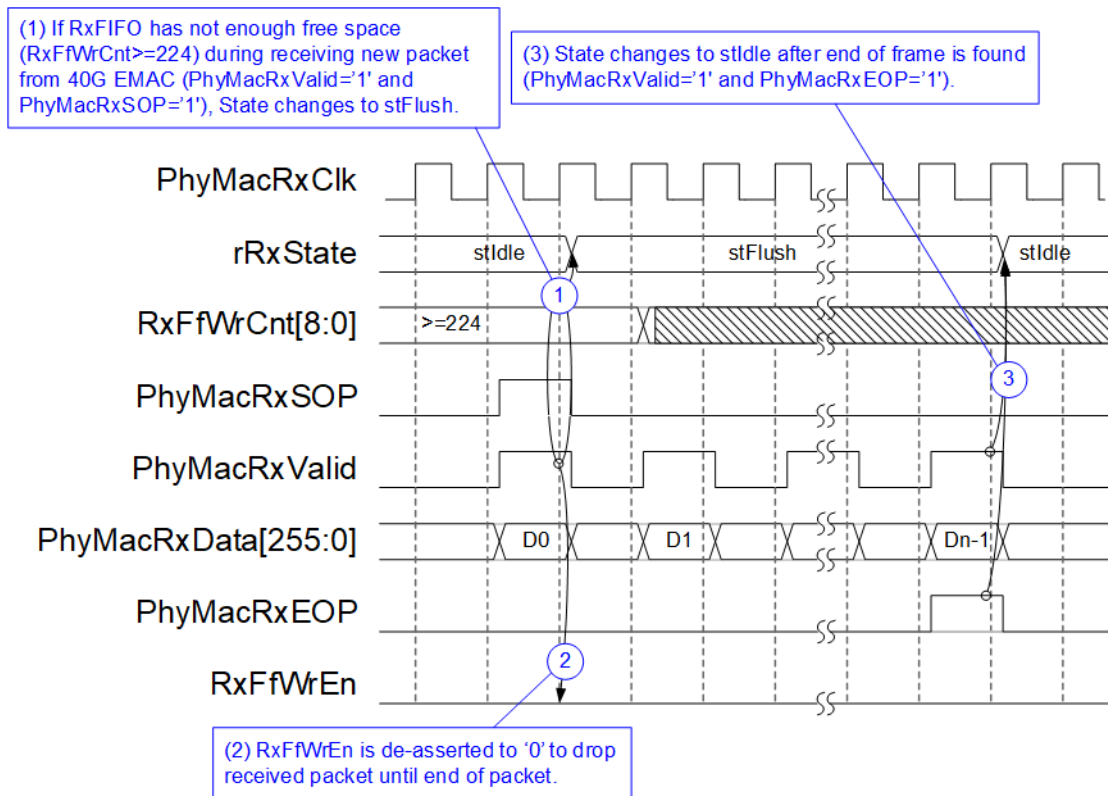 (1) If RxFIFO has not enough free space
(RxFfWrCnt>=224) during receiving new packet
from 40G EMAC (PhyMacRxValid='1' and
PhyMacRxSOP='1'), State changes to stFlush.
(3) State changes to stIdle after end of frame is found
(PhyMacRxValid='1' and PhyMacRxEOP='1').
PhyMacRxClk
rRxState
stIdle
stFlush
stIdle
1
RxFfWrCnt[8:0]
>=224
PhyMacRxSOP
3
PhyMacRxValid
PhyMacRxData[255:0]
D0
D1
Dn-1
PhyMacRxEOP
2
RxFfWrEn
(2) RxFfWrEn is de-asserted to ‘0’ to drop
received packet until end of packet.